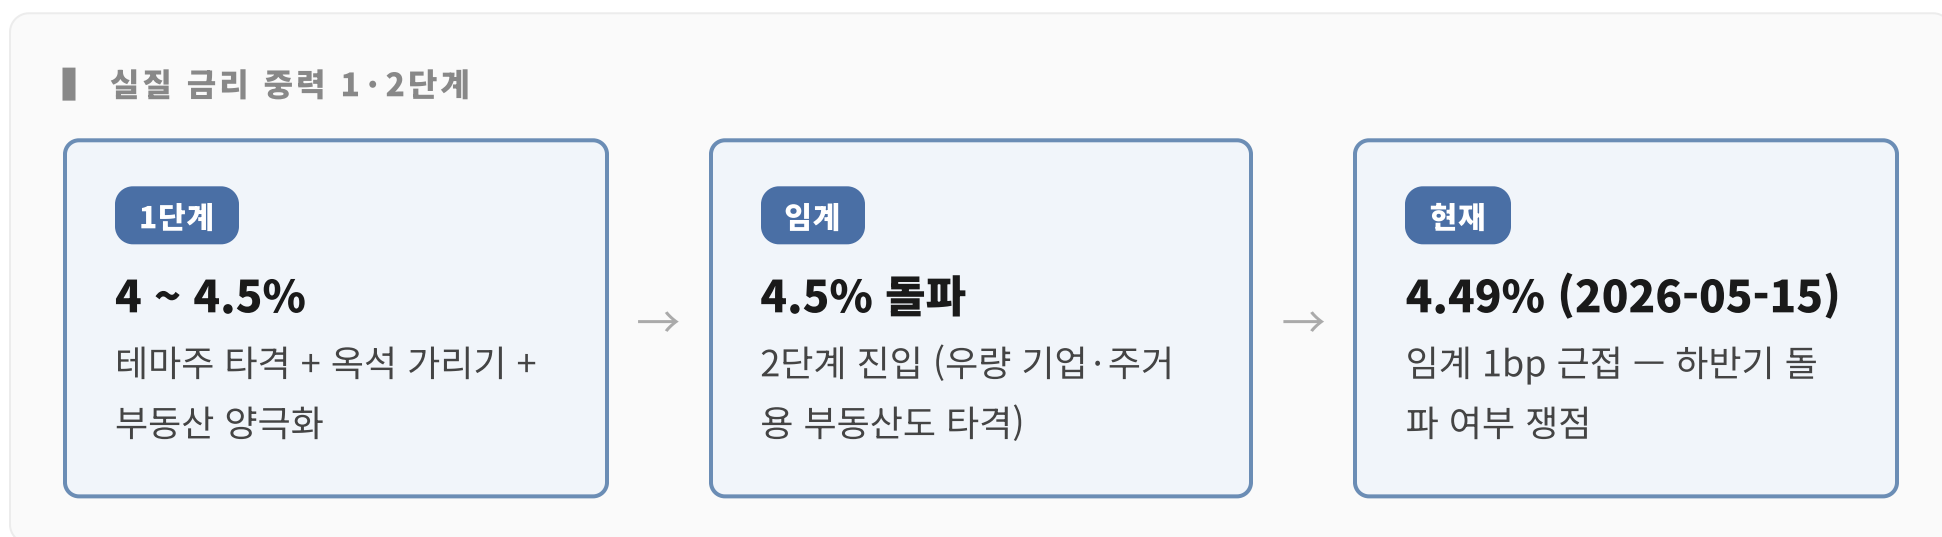 실질 금리 중력 1·2단계
1단계
4 ~ 4.5%
테마주 타격 + 옥석 가리기 +
부동산 양극화
→
임계
4.5% 돌파
2단계 진입 (우량 기업·주거
용 부동산도 타격)
→
현재
4.49% (2026-05-15)
임계 1bp 근접 — 하반기 돌
파 여부 쟁점